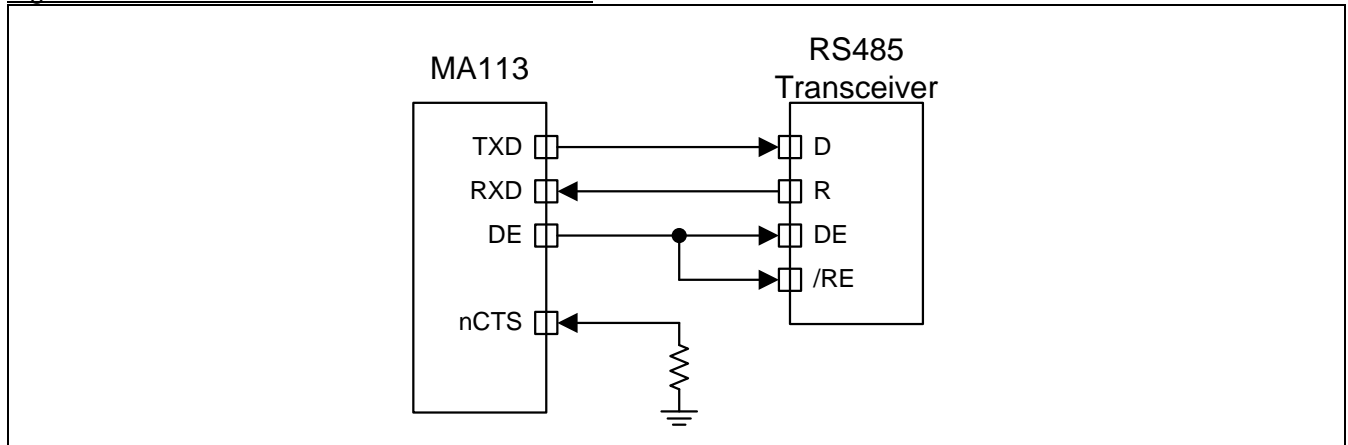 MA113
RS485
Transceiver
TXD
D
RXD
R
DE
DE
/RE
nCTS